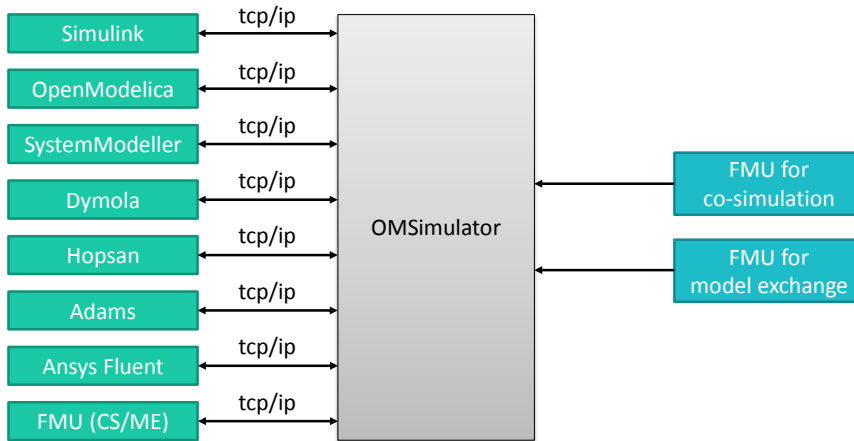 Simulink
tcp/ip
OpenModelica
tcp/ip
SystemModeller
tcp/ip
Dymola
tcp/ip
Hopsan
tcp/ip
Adams
tcp/ip
Ansys Fluent
tcp/ip
FMU (CS/ME)
tcp/ip
OMSimulator
FMU for
co-simulation
FMU for
model exchange